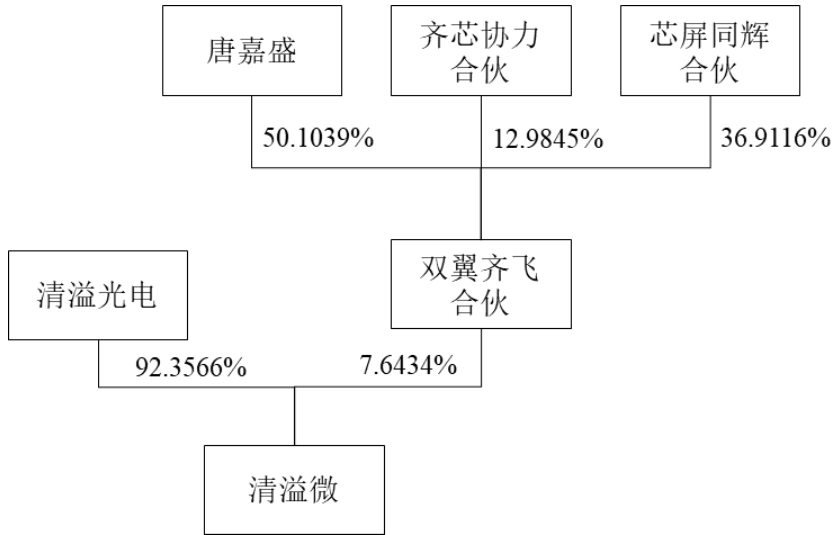 唐嘉盛
齐芯协力
合伙
芯屏同辉
合伙
50.1039%
12.9845%
36.9116%
双翼齐飞
合伙
清溢光电
92.3566%
7.6434%
清溢微